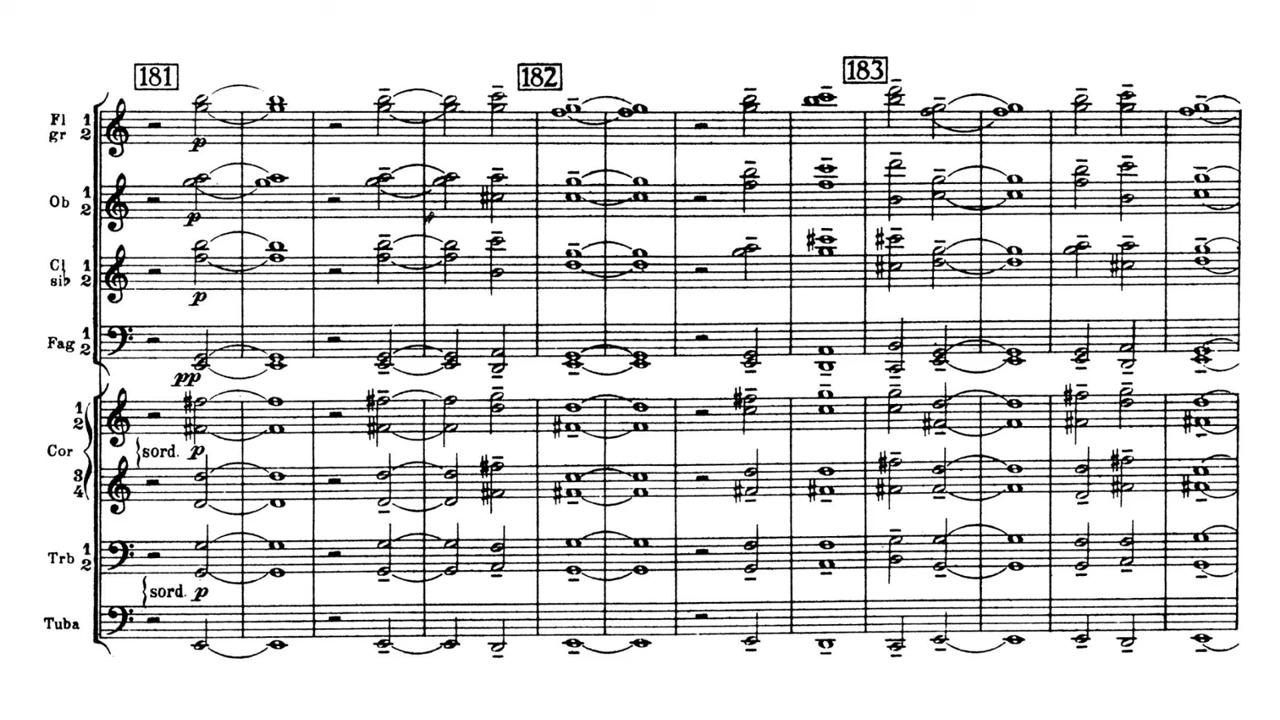 181 182 183
Fl 1
gr 2
p
Ob 1
2
p p
Cl 1
sib 2
p
Fag 1
2
pp
1
2
Cor
sord. p
3
4
Trb 1
2
sord. p
Tuba